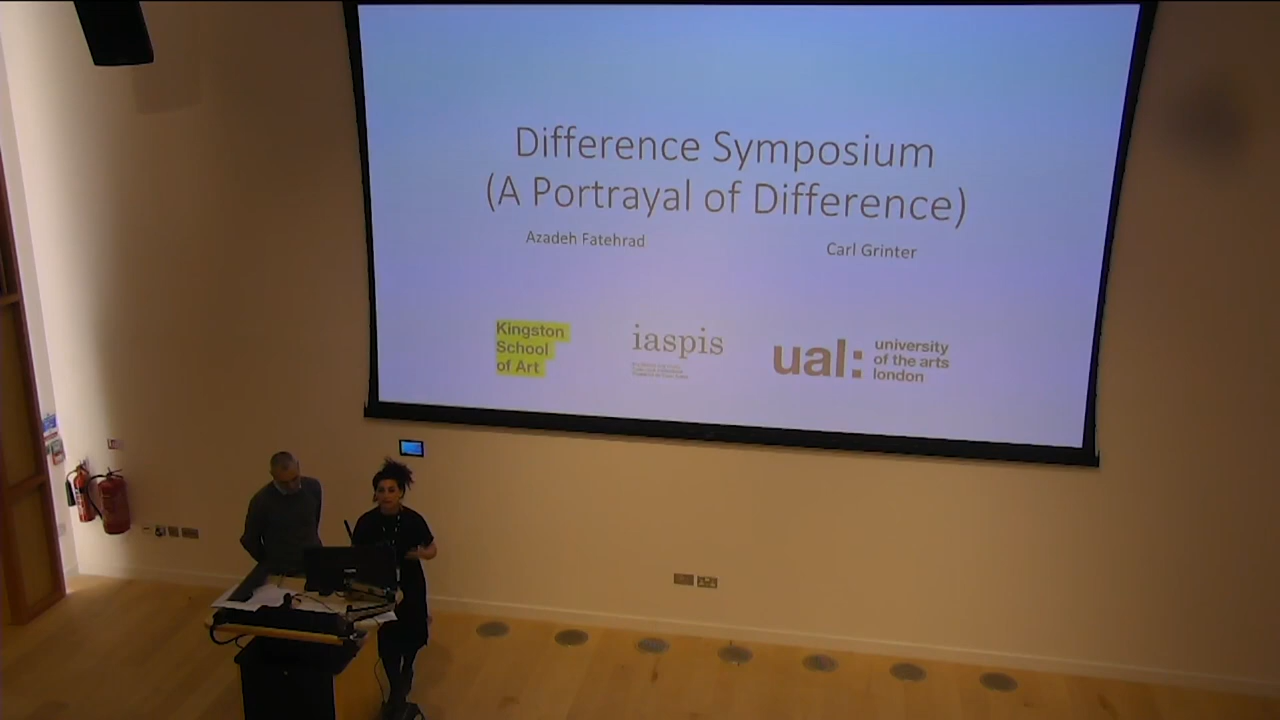 Difference Symposium
(A Portrayal of Difference)
Azadeh Fatehrad
Carl Grinter
Kingston
School
of Art
iaspis
ual:
university
of the arts
london